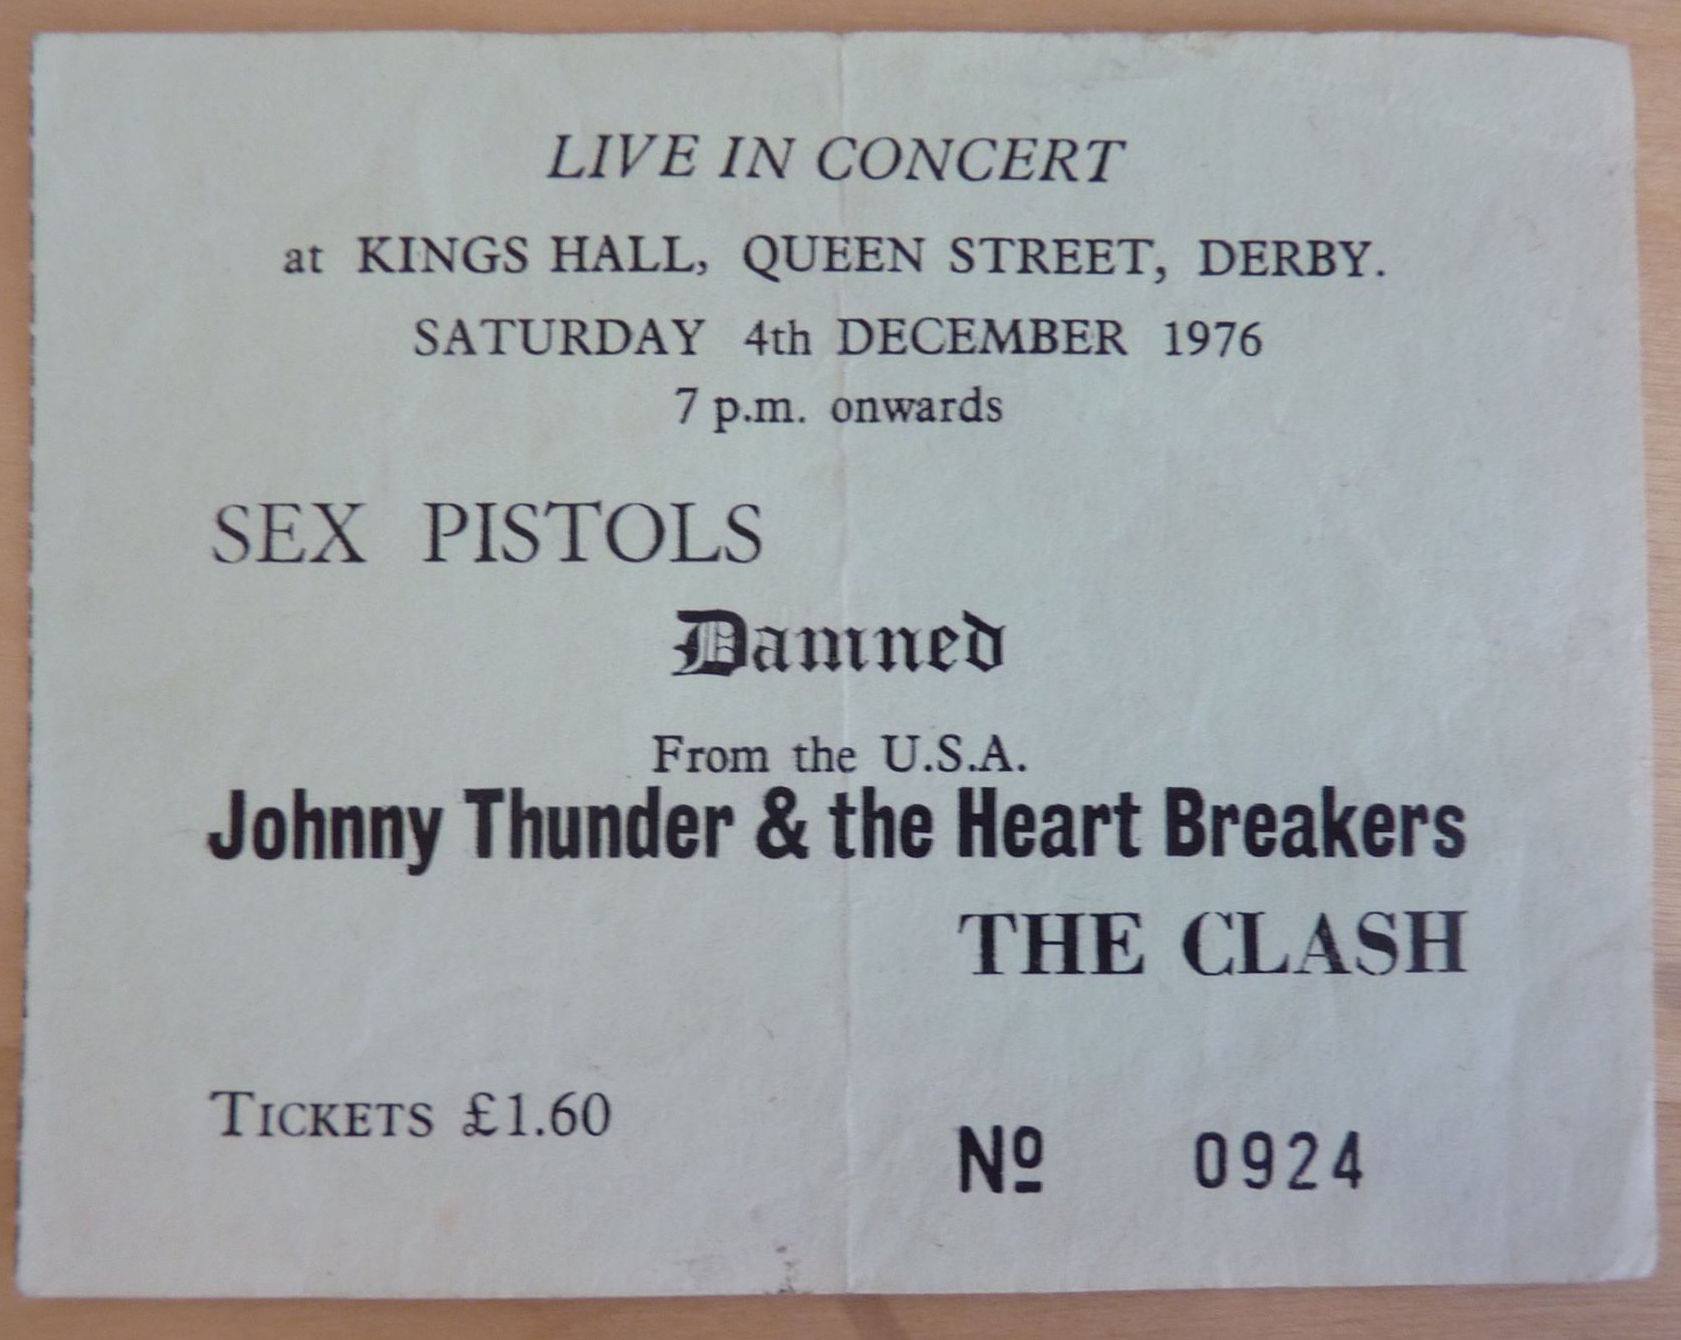 LIVE IN CONCERT
at KINGS HALL, QUEEN STREET, DERBY.
SATURDAY 4th DECEMBER 1976
7 p.m. onwards
SEX PISTOLS
Damned
From the U.S.A.
Johnny Thunder & the Heart Breakers
THE CLASH
TICKETS £1.60
Nº 0924